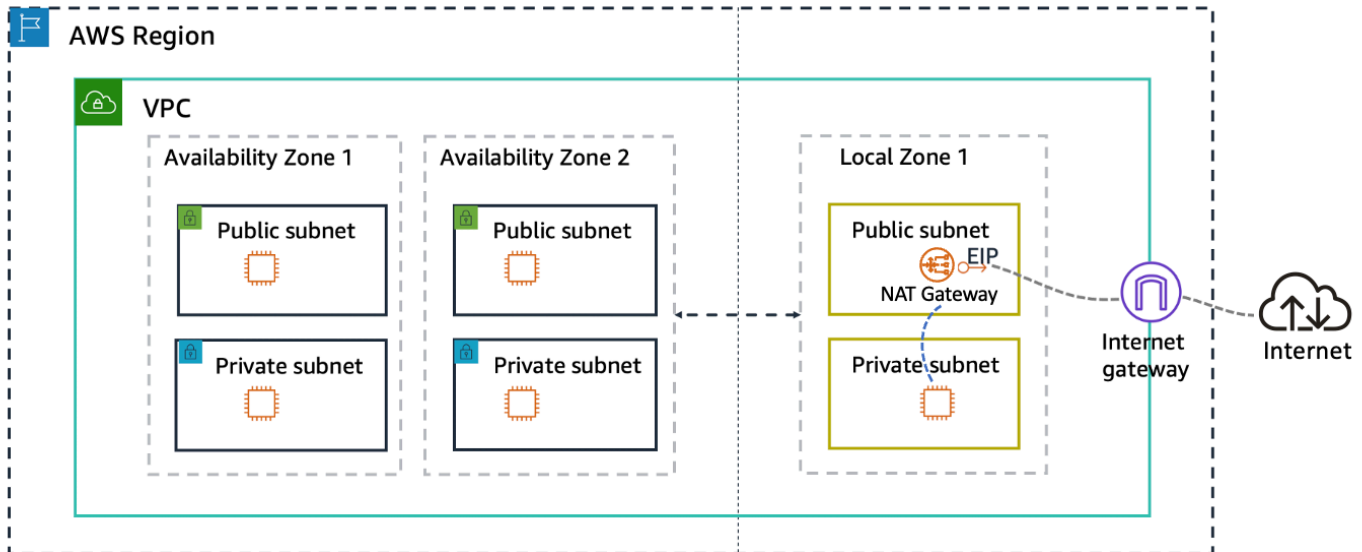 AWS Region
VPC
Availability Zone 1
Availability Zone 2
Local Zone 1
Public subnet
Public subnet
Public subnet
EIP
NAT Gateway
Private subnet
Private subnet
Private subnet
Internet
gateway
Internet